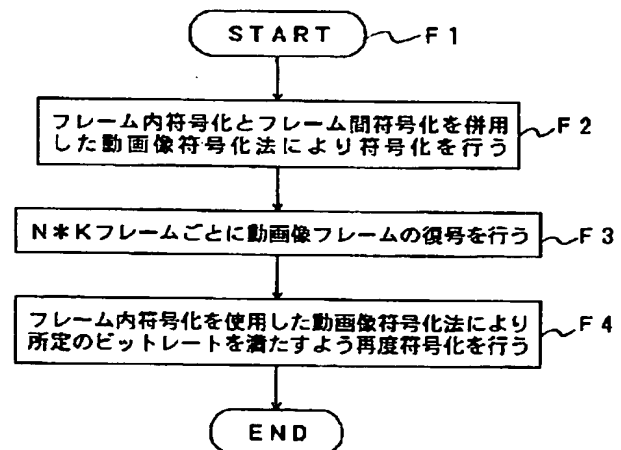 START
F1
フレーム内符号化とフレーム間符号化を併用
した動画像符号化法により符号化を行う
F2
N*Kフレームごとに動画像フレームの復号を行う
F3
フレーム内符号化を使用した動画像符号化法により
所定のビットレートを満たすよう再度符号化を行う
F4
END